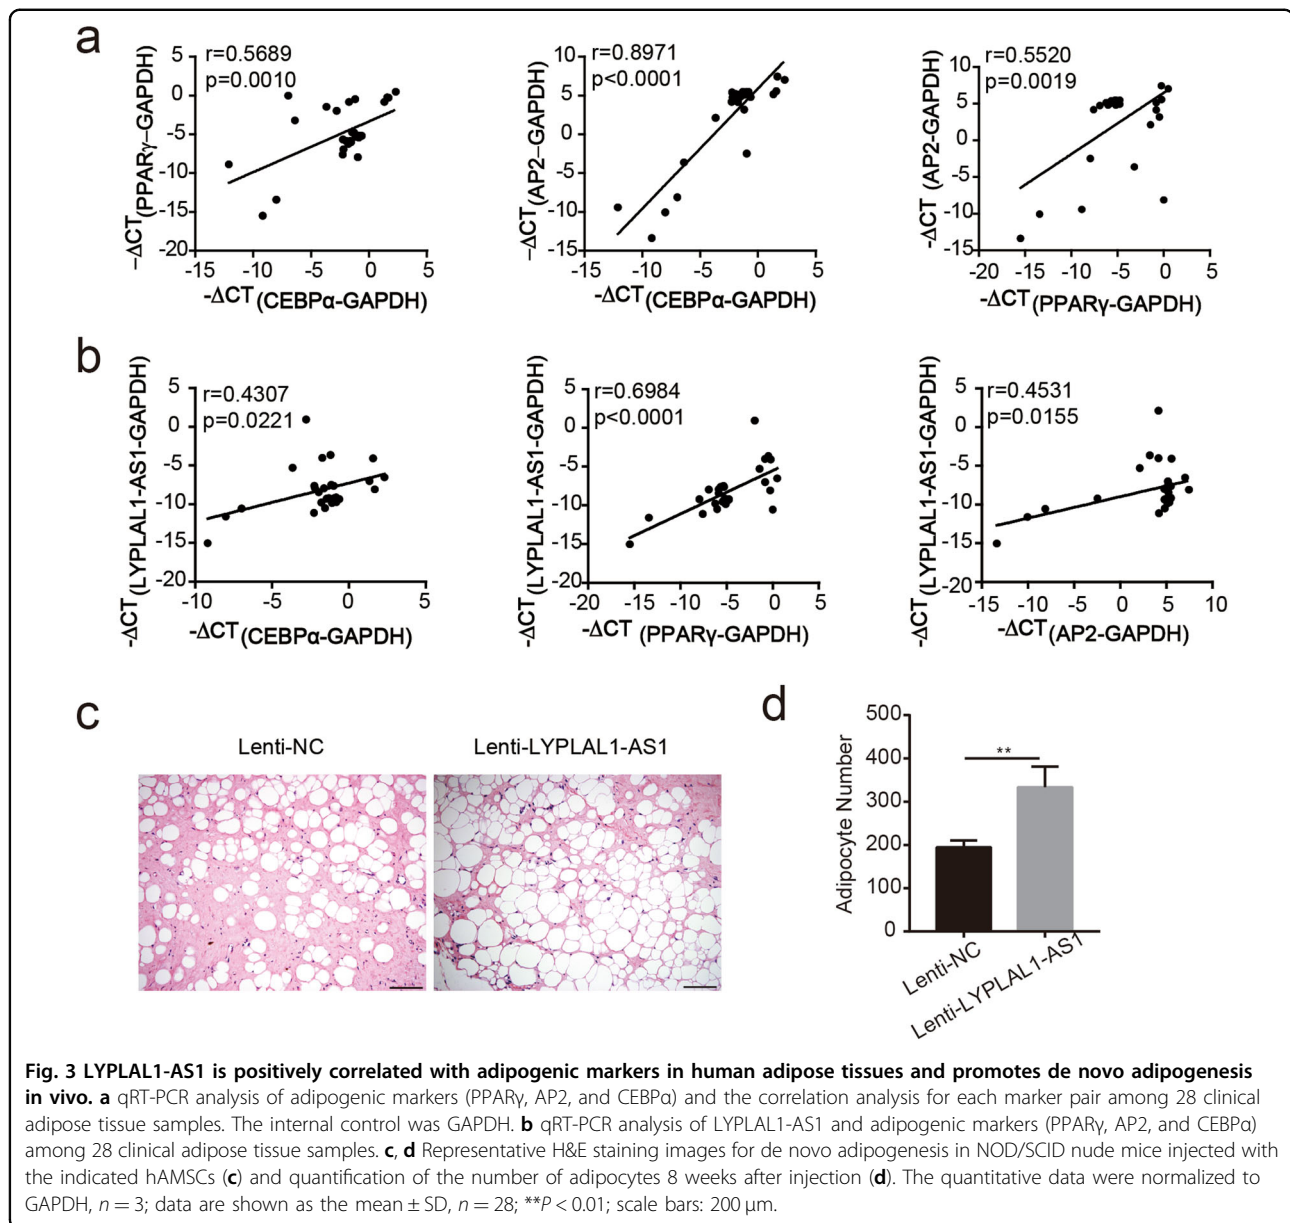 a
r=0.5689
p=0.0010
5
0
-5
-10
-15
-20
-15 -10 -5 0 5
-ΔCT(PPARγ-GAPDH)
-ΔCT(CEBPα-GAPDH)
r=0.8971
p<0.0001
10
5
0
-5
-10
-15
-15 -10 -5 0 5
-ΔCT(AP2-GAPDH)
-ΔCT(CEBPα-GAPDH)
r=0.5520
p=0.0019
10
5
0
-5
-10
-15
-20 -15 -10 -5 0 5
-ΔCT (AP2-GAPDH)
-ΔCT (PPARγ-GAPDH)
b
r=0.4307
p=0.0221
5
0
-5
-10
-15
-20
-10 -5 0 5
-ΔCT(LYPLAL1-AS1-GAPDH)
-ΔCT(CEBPα-GAPDH)
r=0.6984
p<0.0001
5
0
-5
-10
-15
-20
-20 -15 -10 -5 0 5
-ΔCT(LYPLAL1-AS1-GAPDH)
-ΔCT (PPARγ-GAPDH)
r=0.4531
p=0.0155
5
0
-5
-10
-15
-20
-15 -10 -5 0 5 10
-ΔCT(LYPLAL1-AS1-GAPDH)
-ΔCT(AP2-GAPDH)
c
Lenti-NC
Lenti-LYPLAL1-AS1
d
500
400
300
200
100
0
Adipocyte Number
**
Lenti-NC
Lenti-LYPLAL1-AS1
Fig. 3 LYPLAL1-AS1 is positively correlated with adipogenic markers in human adipose tissues and promotes de novo adipogenesis
in vivo. a qRT-PCR analysis of adipogenic markers (PPARγ, AP2, and CEBPα) and the correlation analysis for each marker pair among 28 clinical
adipose tissue samples. The internal control was GAPDH. b qRT-PCR analysis of LYPLAL1-AS1 and adipogenic markers (PPARγ, AP2, and CEBPα)
among 28 clinical adipose tissue samples. c, d Representative H&E staining images for de novo adipogenesis in NOD/SCID nude mice injected with
the indicated hAMSCs (c) and quantification of the number of adipocytes 8 weeks after injection (d). The quantitative data were normalized to
GAPDH, n = 3; data are shown as the mean ± SD, n = 28; **P < 0.01; scale bars: 200 μm.